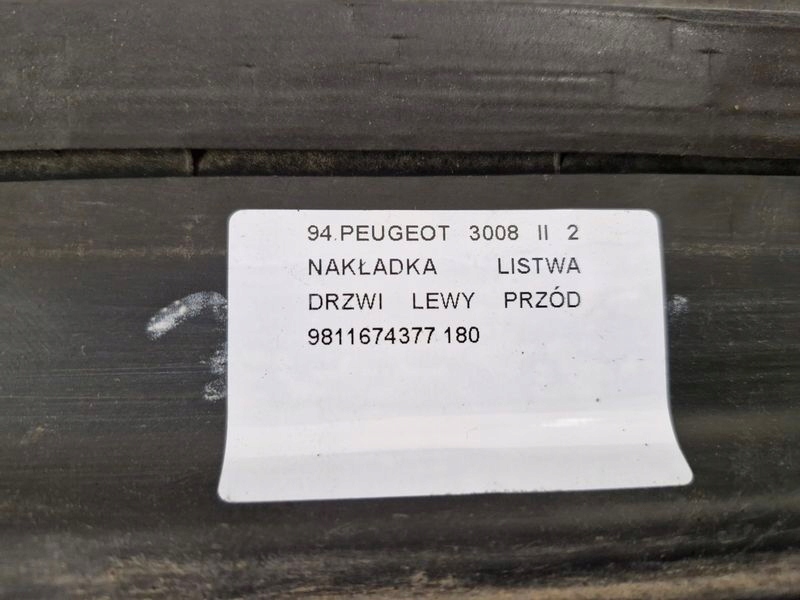 94.PEUGEOT 3008 II 2
NAKŁADKA LISTWA
DRZWI LEWY PRZÓD
9811674377 180